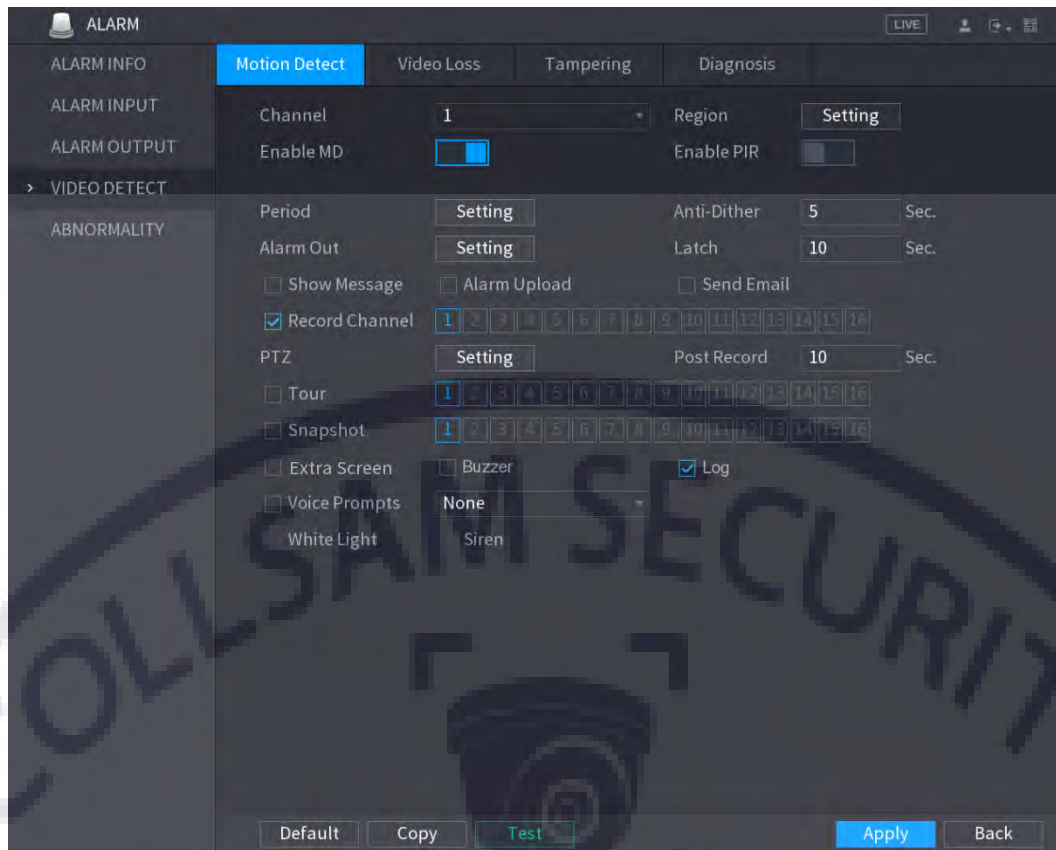 ALARM LIVE
ALARM INFO
ALARM INPUT
ALARM OUTPUT
VIDEO DETECT
ABNORMALITY
Motion Detect Video Loss Tampering Diagnosis
Channel 1 Region Setting
Enable MD Enable PIR
Period Setting Anti-Dither 5 Sec.
Alarm Out Setting Latch 10 Sec.
Show Message Alarm Upload Send Email
Record Channel 1 2 3 4 5 6 7 8 9 10 11 12 13 14 15 16
PTZ Setting Post Record 10 Sec.
Tour 1 2 3 4 5 6 7 8 9 10 11 12 13 14 15 16
Snapshot 1 2 3 4 5 6 7 8 9 10 11 12 13 14 15 16
Extra Screen Buzzer Log
Voice Prompts None
White Light Siren
OLLSAM SECURIT
Default Copy Test Apply Back